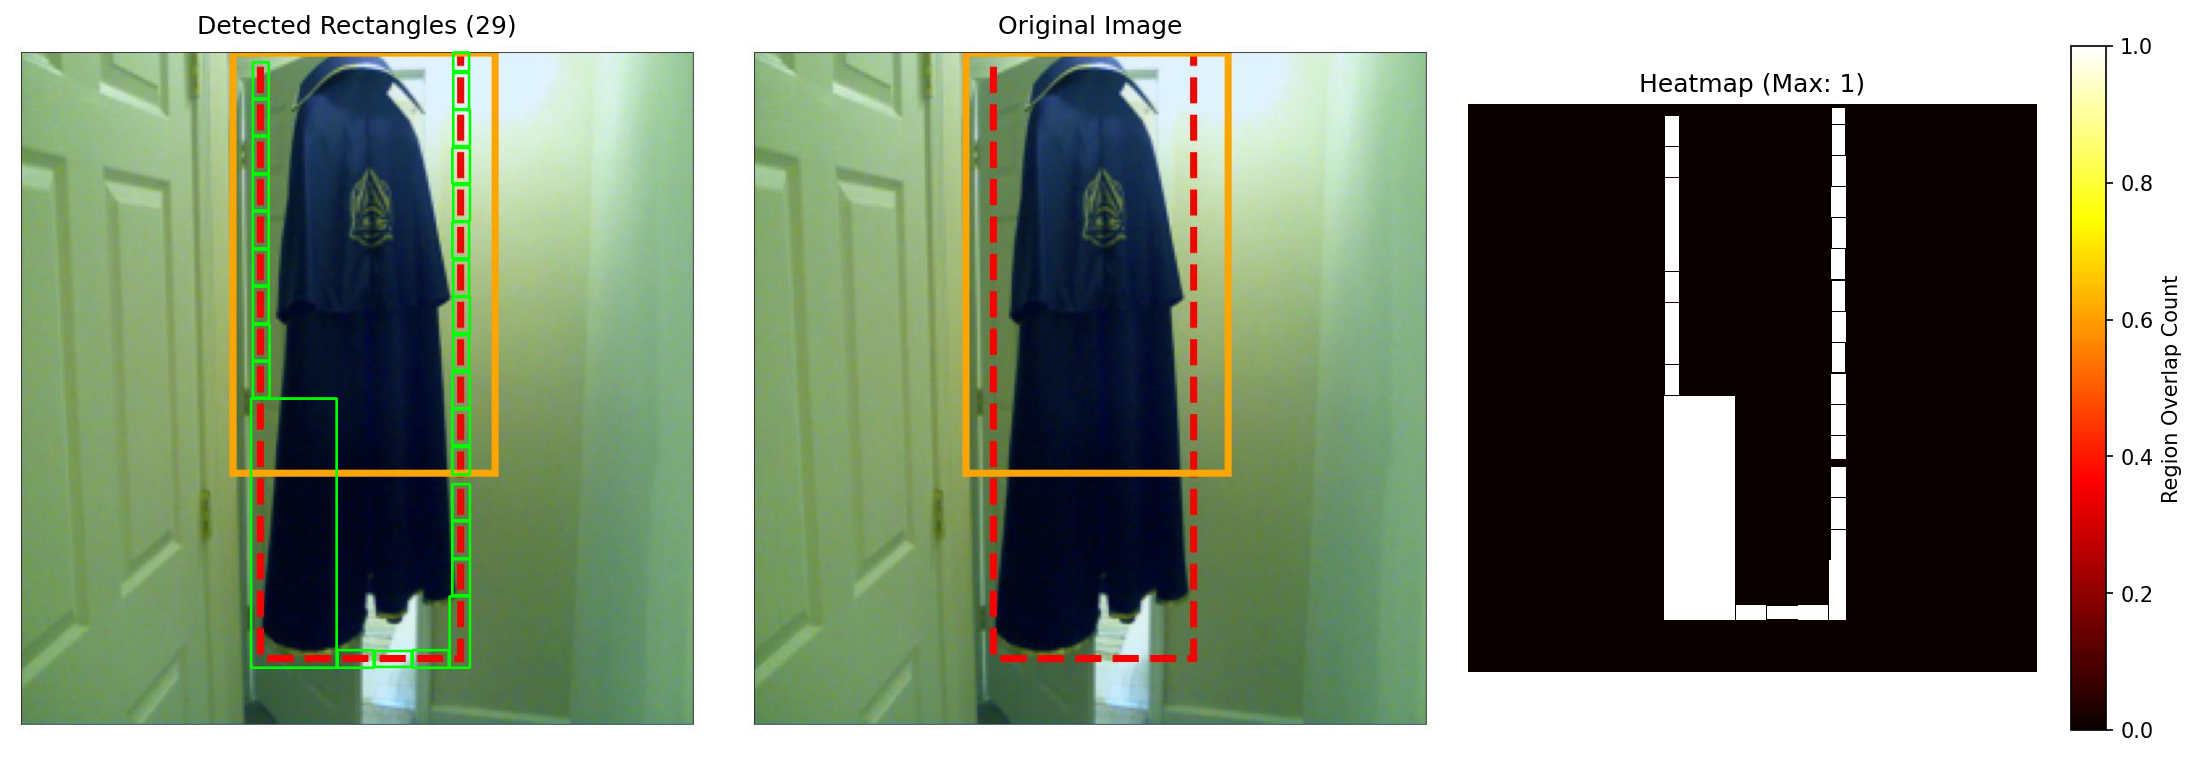 Detected Rectangles (29)
Original Image
Heatmap (Max: 1)
1.0
0.8
0.6
0.4
0.2
0.0
Region Overlap Count